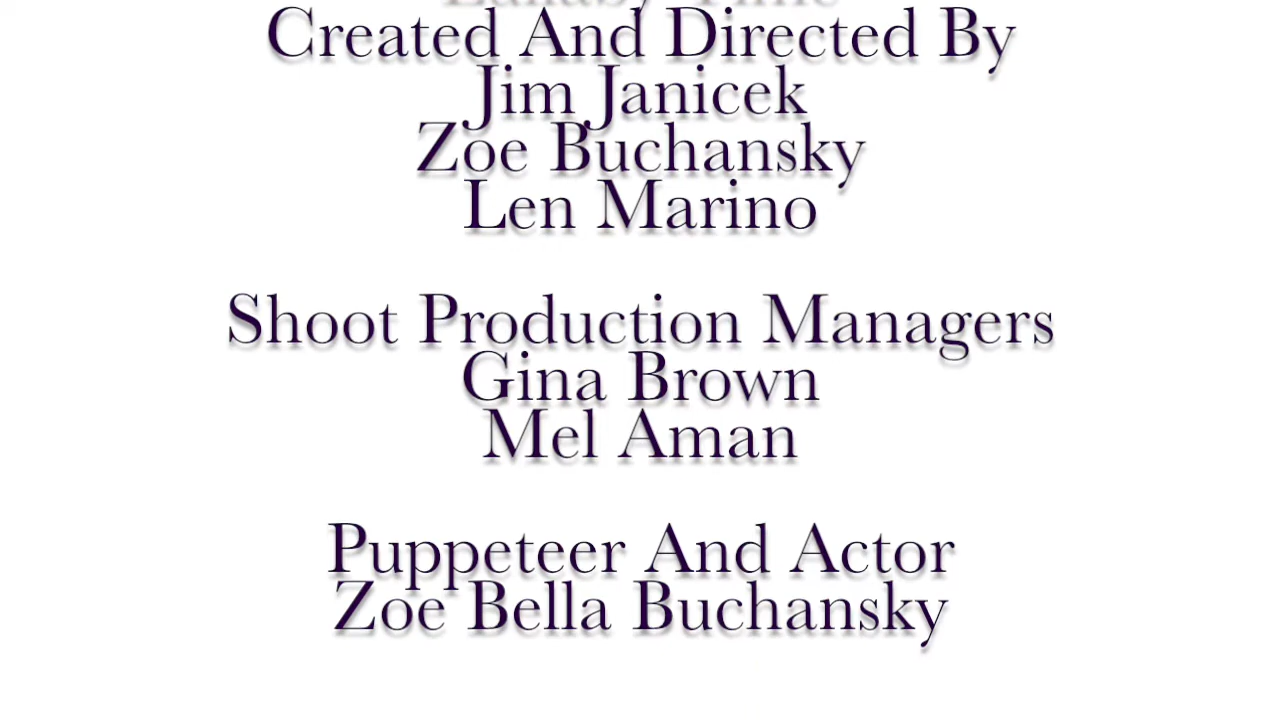 Created And Directed By
Jim Janicek
Zoe Buchansky
Len Marino
Shoot Production Managers
Gina Brown
Mel Aman
Puppeteer And Actor
Zoe Bella Buchansky